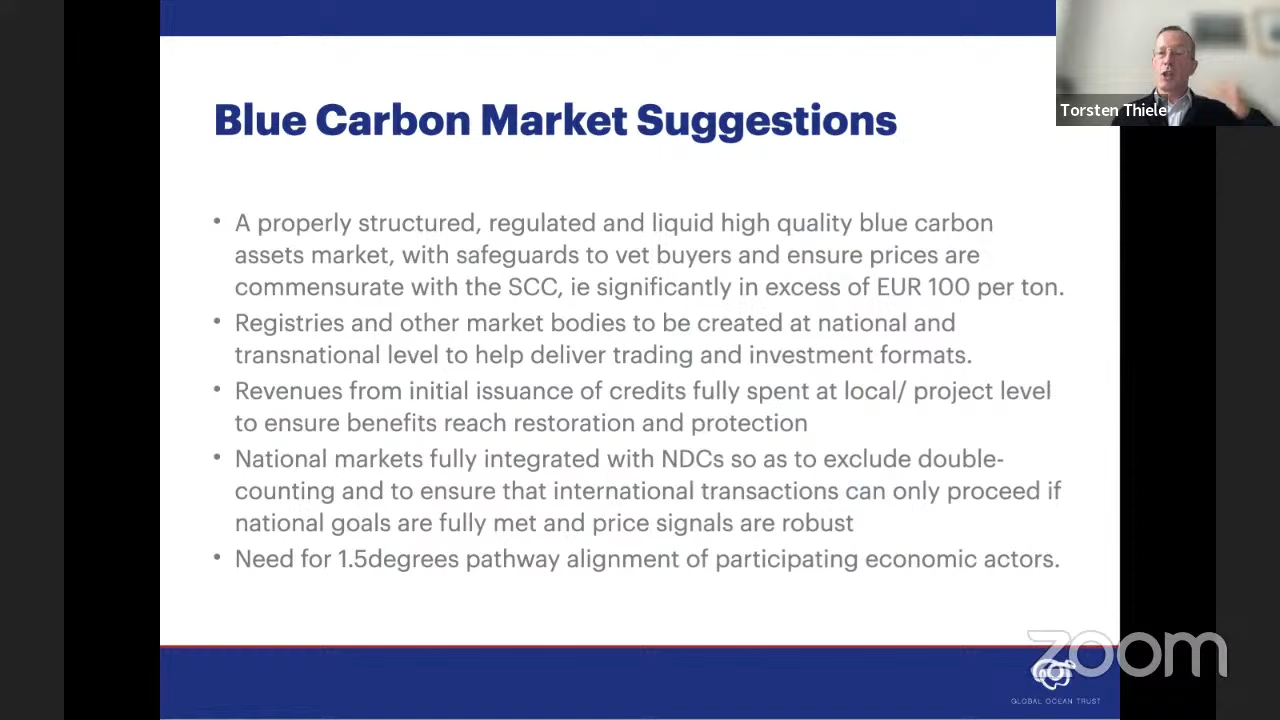 Torsten Thiele
Blue Carbon Market Suggestions
• A properly structured, regulated and liquid high quality blue carbon
assets market, with safeguards to vet buyers and ensure prices are
commensurate with the SCC, ie significantly in excess of EUR 100 per ton.
• Registries and other market bodies to be created at national and
transnational level to help deliver trading and investment formats.
• Revenues from initial issuance of credits fully spent at local/ project level
to ensure benefits reach restoration and protection
• National markets fully integrated with NDCs so as to exclude double-
counting and to ensure that international transactions can only proceed if
national goals are fully met and price signals are robust
• Need for 1.5degrees pathway alignment of participating economic actors.
zoom
GLOBAL OCEAN TRUST